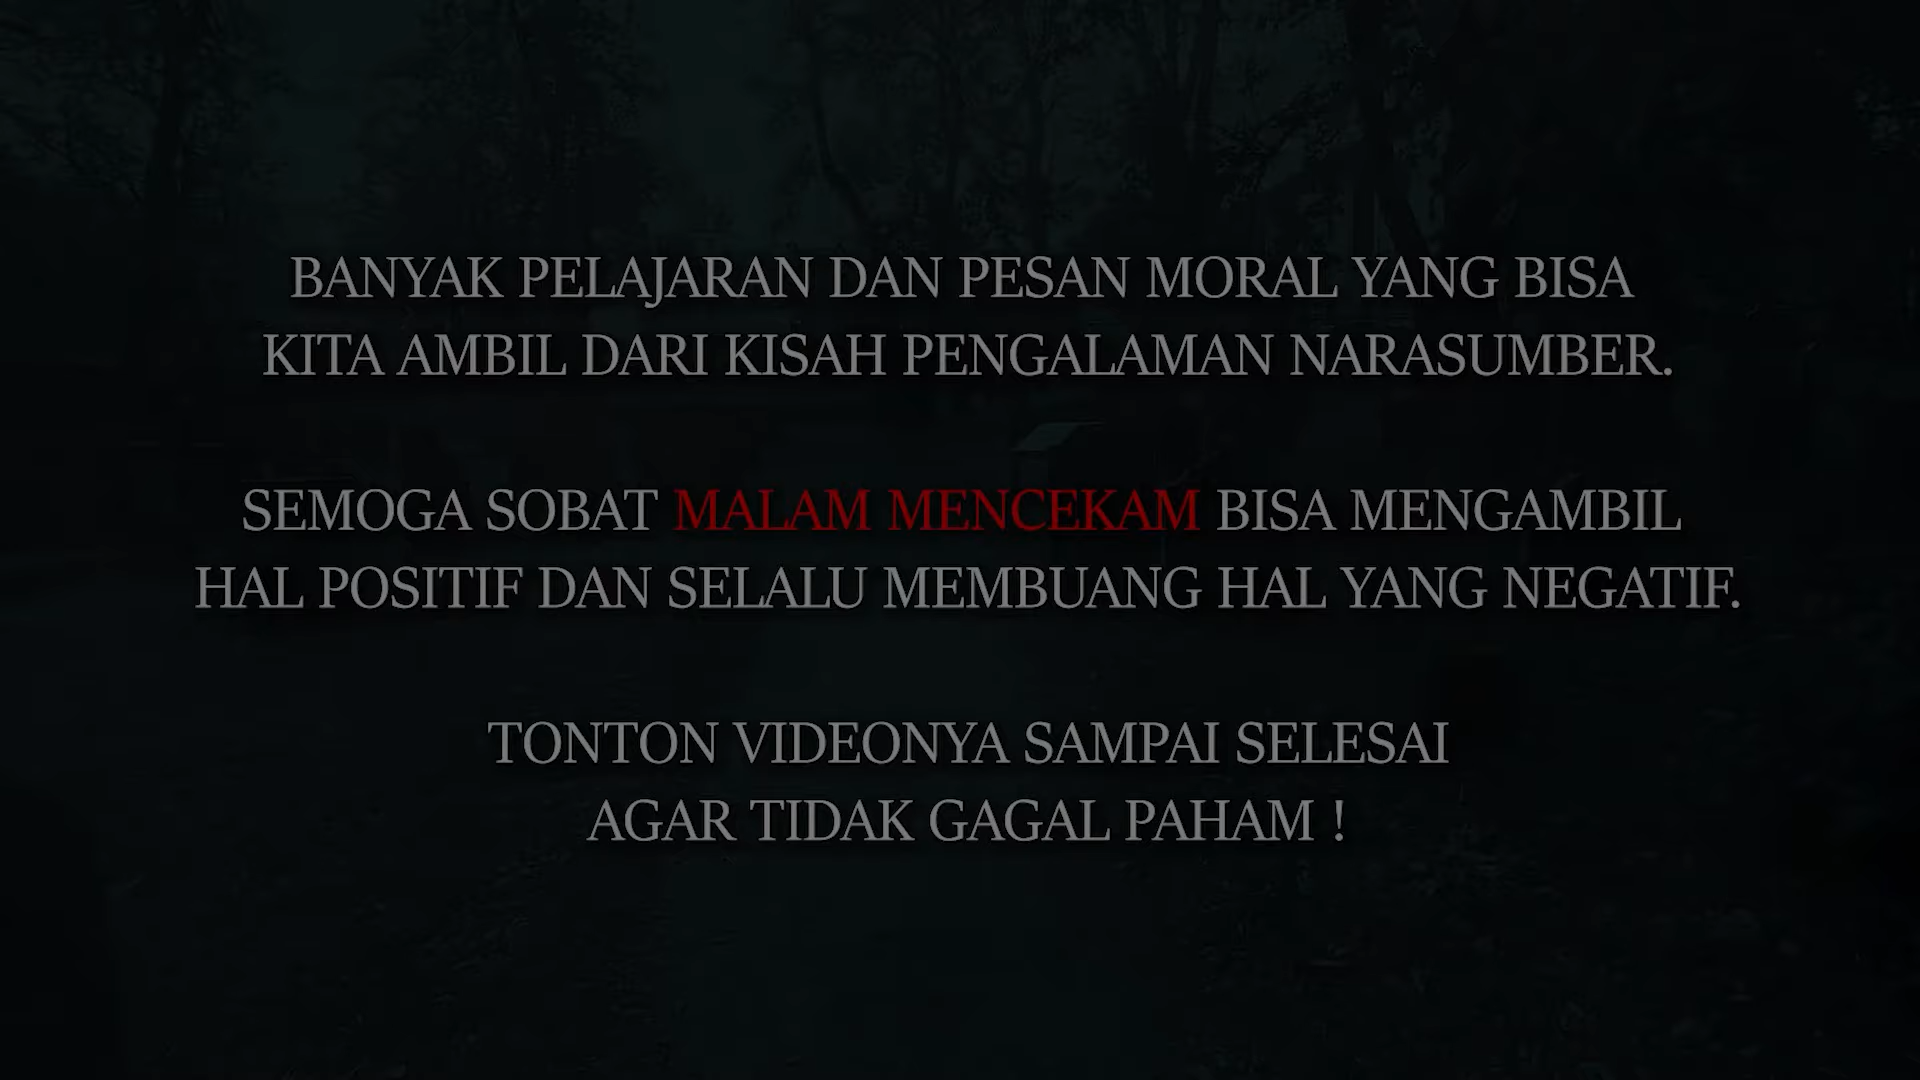 BANYAK PELAJARAN DAN PESAN MORAL YANG BISA
KITA AMBIL DARI KISAH PENGALAMAN NARASUMBER.
SEMOGA SOBAT MALAM MENCEKAM BISA MENGAMBIL
HAL POSITIF DAN SELALU MEMBUANG HAL YANG NEGATIF.
TONTON VIDEONYA SAMPAI SELESAI
AGAR TIDAK GAGAL PAHAM !